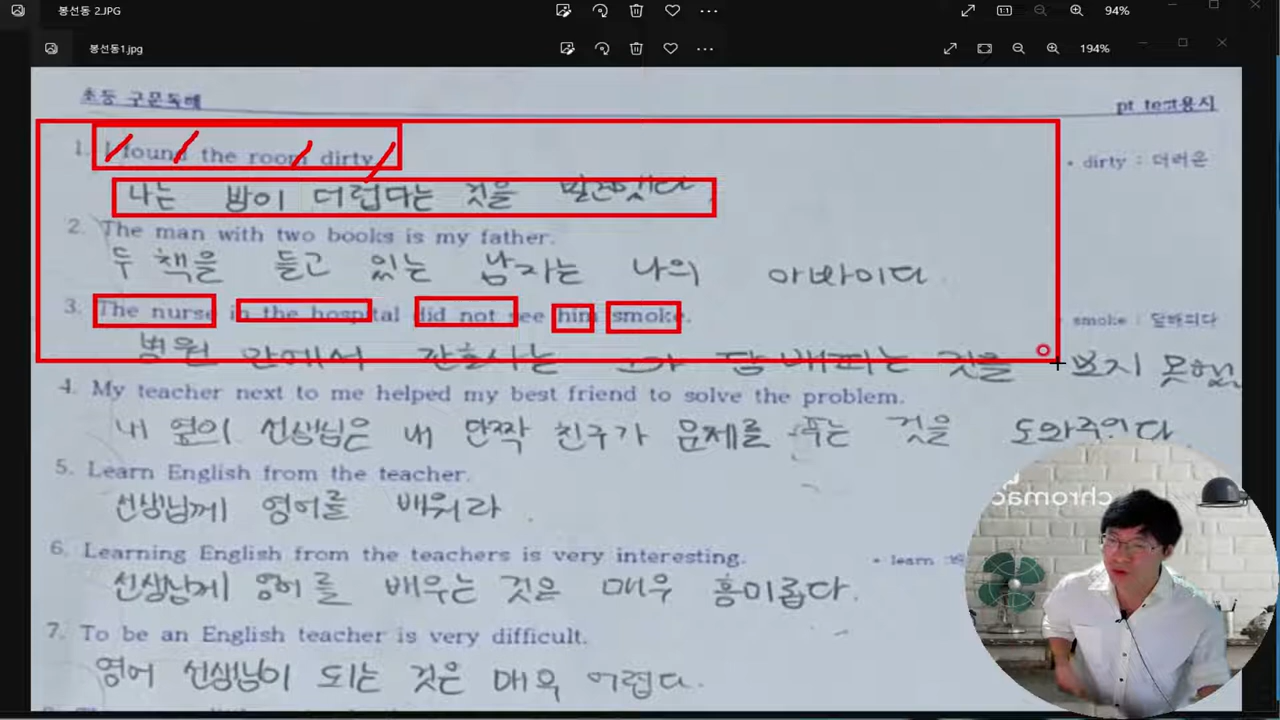 봉선동 2.JPG
94%
봉선동1.jpg
194%
초등 구문독해
pt test용지
1. I found the room dirty.
• dirty : 더러운
나는 방이 더럽다는 것을 발견했다.
2. The man with two books is my father.
두 책을 들고 있는 남자는 나의 아빠이다.
3. The nurse in the hospital did not see him smoke.
smoke : 담배피다
병원 안에서 간호사는 그가 담배피는 것을 보지 못했
4. My teacher next to me helped my best friend to solve the problem.
내 옆의 선생님은 내 단짝 친구가 문제를 푸는 것을 도와주었다.
5. Learn English from the teacher.
선생님께 영어를 배워라.
6. Learning English from the teachers is very interesting.
• learn :
선생님께 영어를 배우는 것은 매우 흥미롭다.
7. To be an English teacher is very difficult.
영어 선생님이 되는 것은 매우 어렵다.